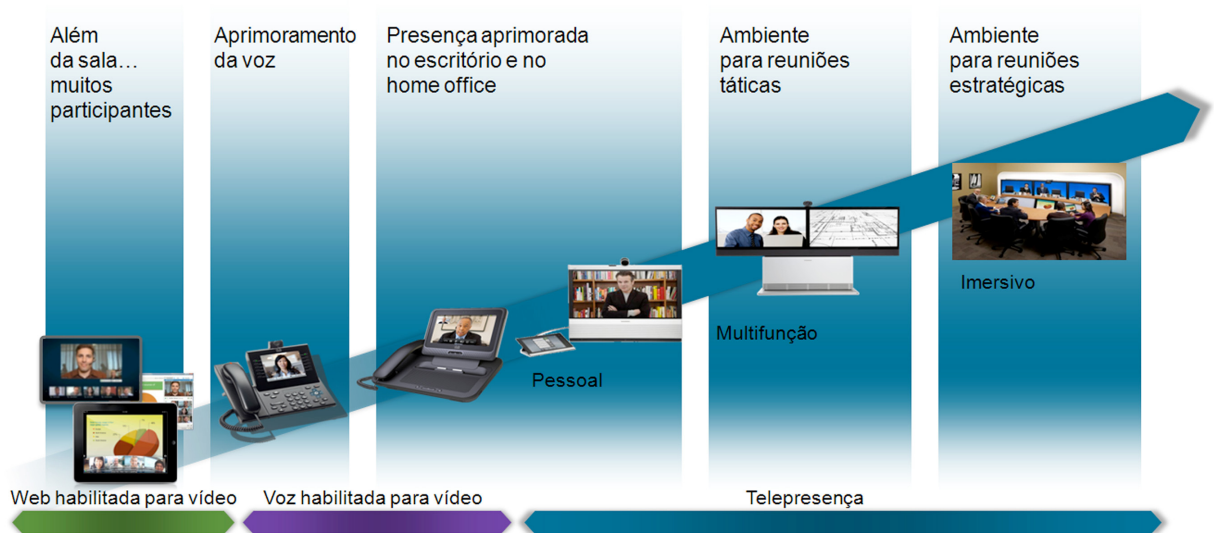 Além
da sala…
muitos
participantes
Aprimoramento
da voz
Presença aprimorada
no escritório e no
home office
Ambiente
para reuniões
táticas
Ambiente
para reuniões
estratégicas
Imersivo
Multifunção
Pessoal
Web habilitada para vídeo
Voz habilitada para vídeo
Telepresença